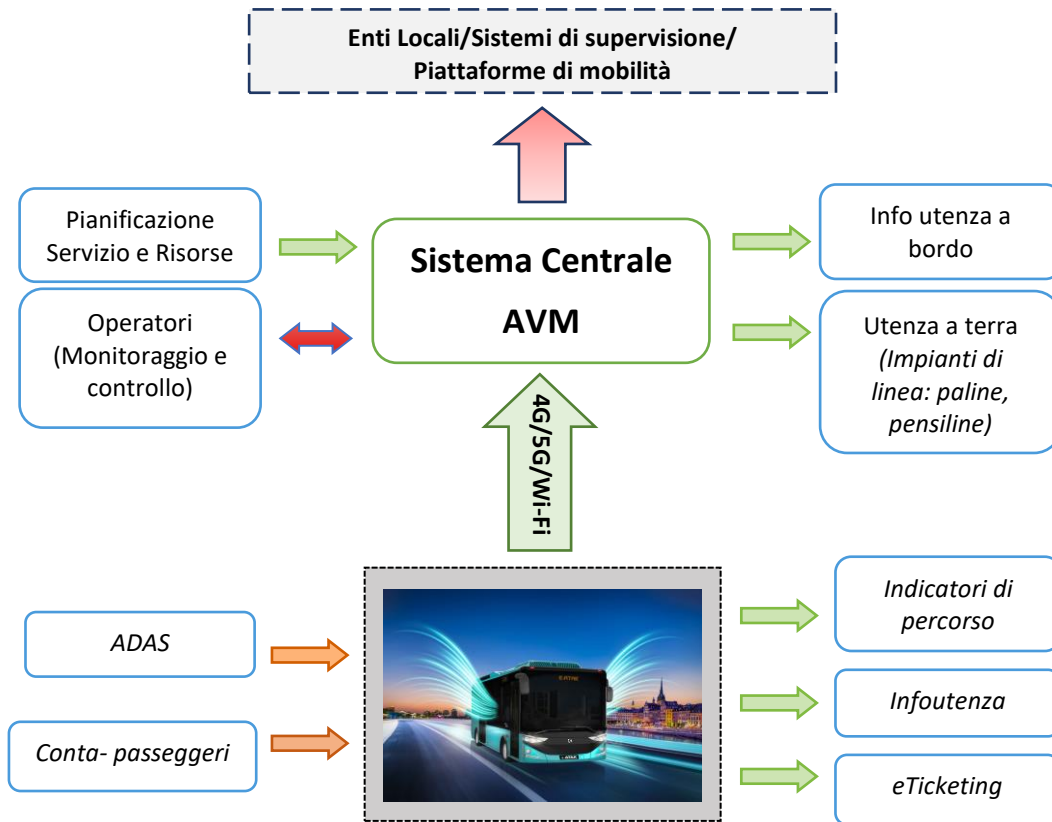 Enti Locali/Sistemi di supervisione/
Piattaforme di mobilità
Pianificazione
Servizio e Risorse
Sistema Centrale
AVM
Info utenza a
bordo
Operatori
(Monitoraggio e
controllo)
Utenza a terra
(Impianti di
linea: paline,
pensiline)
4G/5G/Wi-Fi
ADAS
Conta- passeggeri
Indicatori di
percorso
Infoutenza
eTicketing